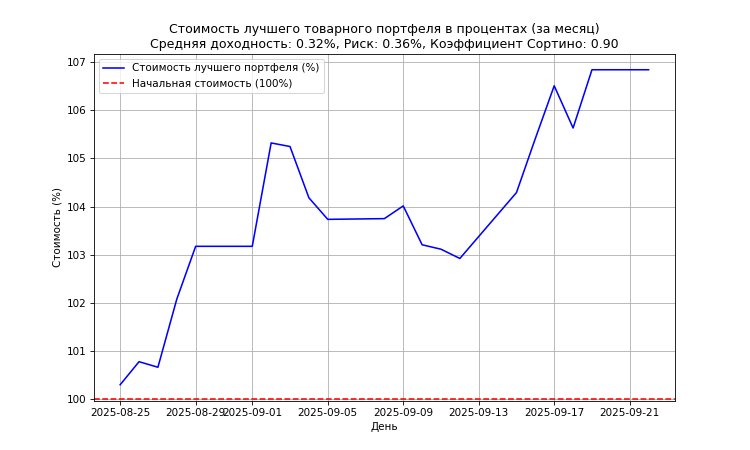 Стоимость лучшего товарного портфеля в процентах (за месяц)
Средняя доходность: 0.32%, Риск: 0.36%, Коэффициент Сортино: 0.90
Стоимость лучшего портфеля (%)
Начальная стоимость (100%)
107
106
105
104
103
102
101
100
Стоимость (%)
2025-08-25 2025-08-29 2025-09-01 2025-09-05 2025-09-09 2025-09-13 2025-09-17 2025-09-21
День